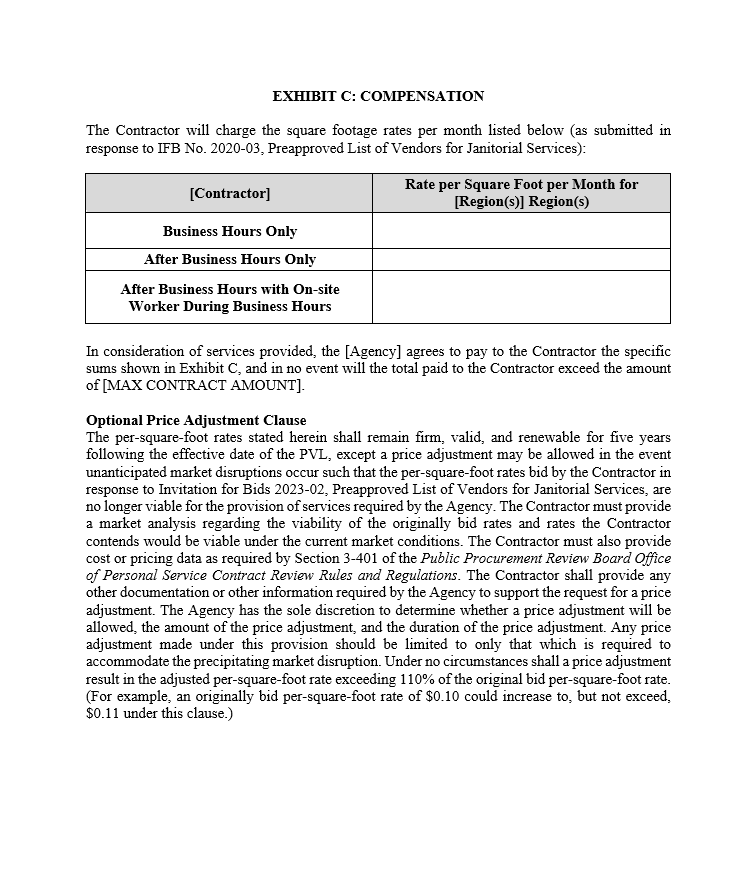 EXHIBIT C: COMPENSATION
The Contractor will charge the square footage rates per month listed below (as submitted in
response to IFB No. 2020-03, Preapproved List of Vendors for Janitorial Services):
[Contractor]
Rate per Square Foot per Month for
[Region(s)] Region(s)
Business Hours Only
After Business Hours Only
After Business Hours with On-site
Worker During Business Hours
In consideration of services provided, the [Agency] agrees to pay to the Contractor the specific
sums shown in Exhibit C, and in no event will the total paid to the Contractor exceed the amount
of [MAX CONTRACT AMOUNT].
Optional Price Adjustment Clause
The per-square-foot rates stated herein shall remain firm, valid, and renewable for five years
following the effective date of the PVL, except a price adjustment may be allowed in the event
unanticipated market disruptions occur such that the per-square-foot rates bid by the Contractor in
response to Invitation for Bids 2023-02, Preapproved List of Vendors for Janitorial Services, are
no longer viable for the provision of services required by the Agency. The Contractor must provide
a market analysis regarding the viability of the originally bid rates and rates the Contractor
contends would be viable under the current market conditions. The Contractor must also provide
cost or pricing data as required by Section 3-401 of the Public Procurement Review Board Office
of Personal Service Contract Review Rules and Regulations. The Contractor shall provide any
other documentation or other information required by the Agency to support the request for a price
adjustment. The Agency has the sole discretion to determine whether a price adjustment will be
allowed, the amount of the price adjustment, and the duration of the price adjustment. Any price
adjustment made under this provision should be limited to only that which is required to
accommodate the precipitating market disruption. Under no circumstances shall a price adjustment
result in the adjusted per-square-foot rate exceeding 110% of the original bid per-square-foot rate.
(For example, an originally bid per-square-foot rate of $0.10 could increase to, but not exceed,
$0.11 under this clause.)